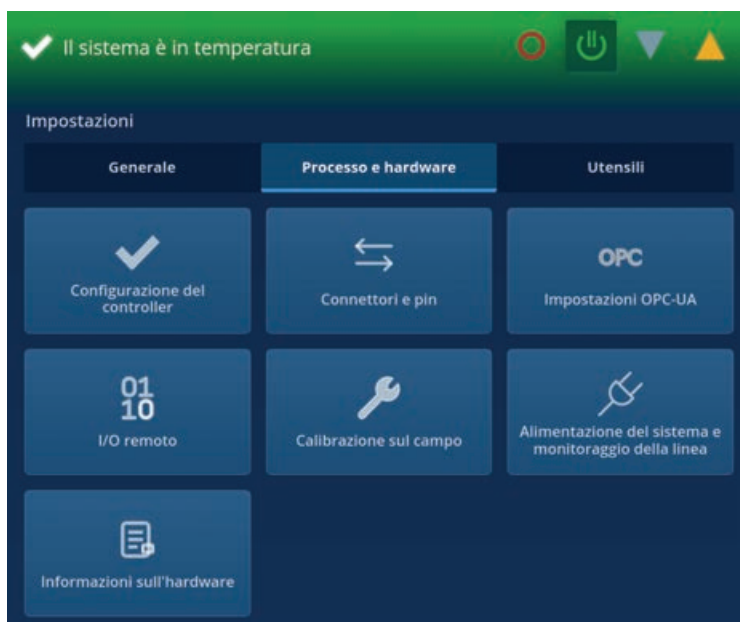 Il sistema è in temperatura
Impostazioni
Generale
Processo e hardware
Utensili
Configurazione del
controller
Connettori e pin
OPC
Impostazioni OPC-UA
01
10
I/O remoto
Calibrazione sul campo
Alimentazione del sistema e
monitoraggio della linea
Informazioni sull'hardware